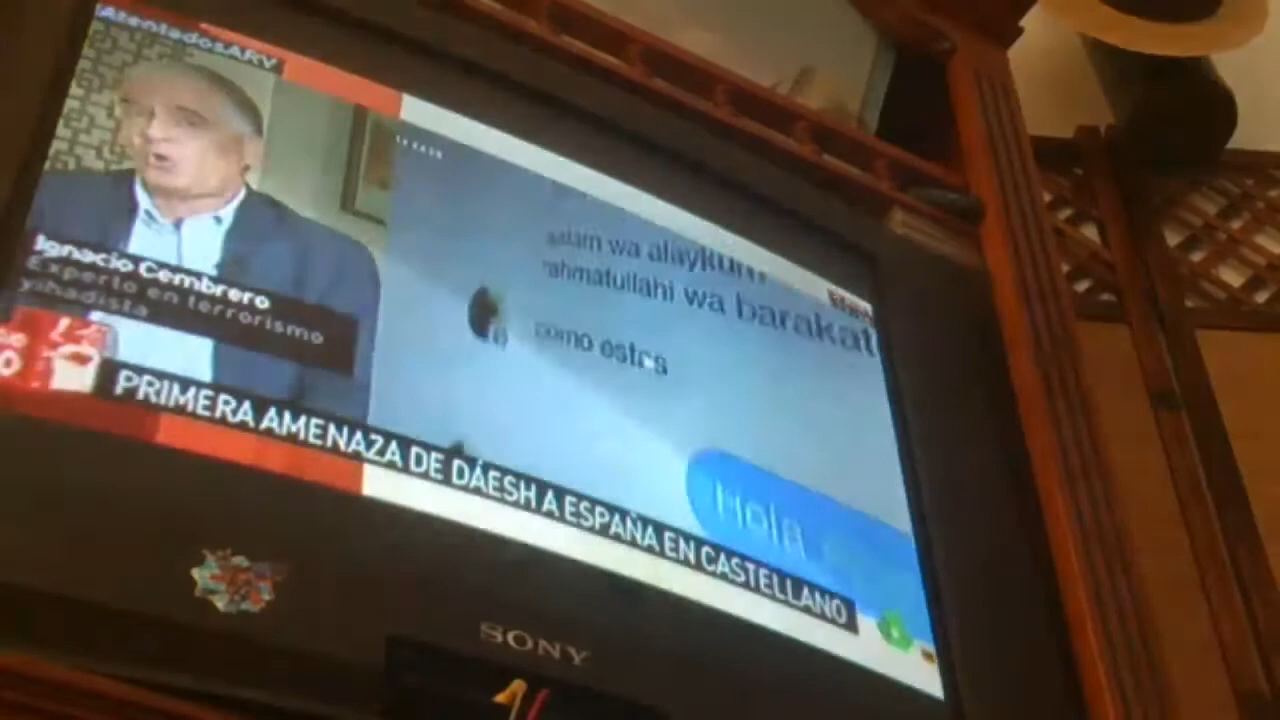 #AtentadosARV
Ignacio Cembrero
Experto en terrorismo
yihadista
salam wa alaykum
rahmatullahi wa barakat
como estas
Hola
PRIMERA AMENAZA DE DÁESH A ESPAÑA EN CASTELLANO
SONY